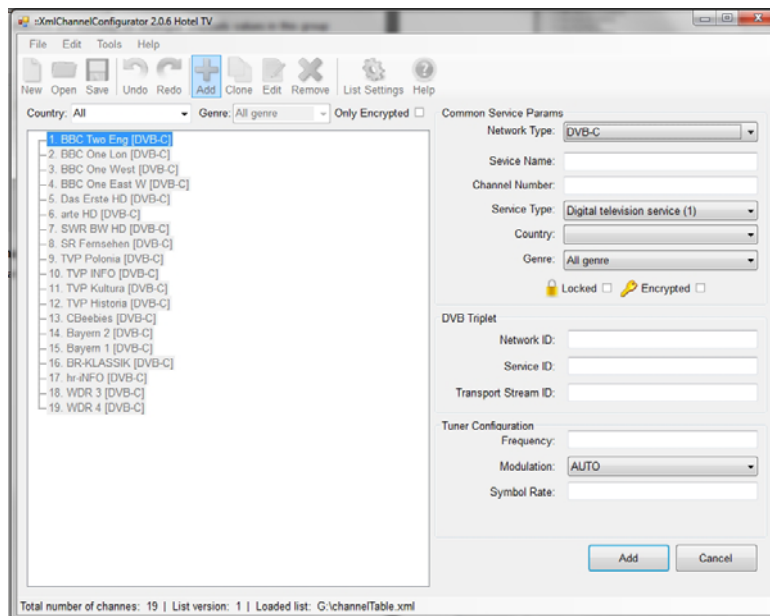 ::XmlChannelConfigurator 2.0.6 Hotel TV
File Edit Tools Help
New Open Save Undo Redo Add Clone Edit Remove List Settings Help
Country: All Genre: All genre Only Encrypted
1. BBC Two Eng [DVB-C]
2. BBC One Lon [DVB-C]
3. BBC One West [DVB-C]
4. BBC One East W [DVB-C]
5. Das Erste HD [DVB-C]
6. arte HD [DVB-C]
7. SWR BW HD [DVB-C]
8. SR Fernsehen [DVB-C]
9. TVP Polonia [DVB-C]
10. TVP INFO [DVB-C]
11. TVP Kultura [DVB-C]
12. TVP Historia [DVB-C]
13. CBeebies [DVB-C]
14. Bayern 2 [DVB-C]
15. Bayern 1 [DVB-C]
16. BR-KLASSIK [DVB-C]
17. hr-iNFO [DVB-C]
18. WDR 3 [DVB-C]
19. WDR 4 [DVB-C]
Common Service Params
Network Type: DVB-C
Sevice Name:
Channel Number:
Service Type: Digital television service (1)
Country:
Genre: All genre
Locked Encrypted
DVB Triplet
Network ID:
Service ID:
Transport Stream ID:
Tuner Configuration
Frequency:
Modulation: AUTO
Symbol Rate:
Add Cancel
Total number of channes: 19 | List version: 1 | Loaded list: G:\channelTable.xml